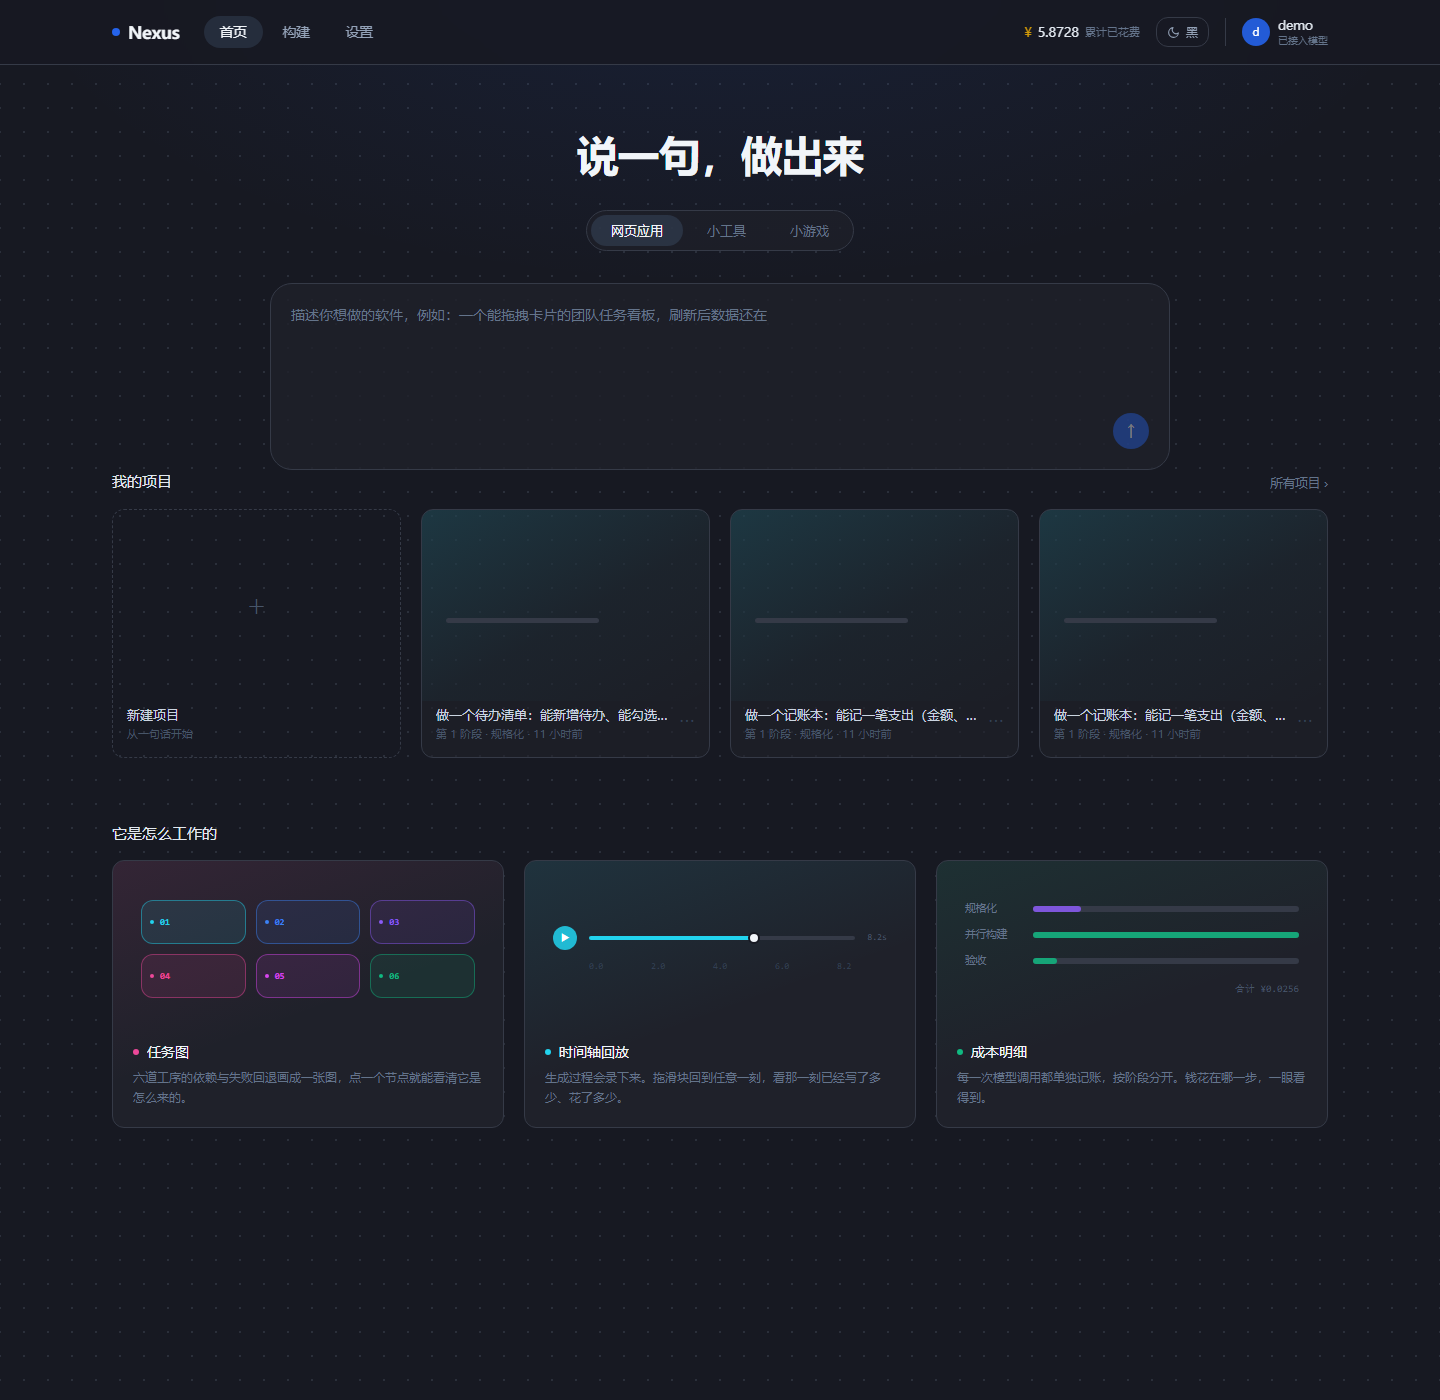 Nexus
首页
构建
设置
¥ 5.8728 累计已花费
黑
d
demo
已接入模型
说一句，做出来
网页应用
小工具
小游戏
描述你想做的软件，例如：一个能拖拽卡片的团队任务看板，刷新后数据还在
↑
我的项目
所有项目 ›
新建项目
从一句话开始
做一个待办清单：能新增待办、能勾选...
第 1 阶段 · 规格化 · 11 小时前
做一个记账本：能记一笔支出（金额、...
第 1 阶段 · 规格化 · 11 小时前
做一个记账本：能记一笔支出（金额、...
第 1 阶段 · 规格化 · 11 小时前
它是怎么工作的
01
02
03
04
05
06
任务图
六道工序的依赖与失败回退画成一张图，点一个节点就能看清它是
怎么来的。
8.2s
0.0 2.0 4.0 6.0 8.2
时间轴回放
生成过程会录下来。拖滑块回到任意一刻，看那一刻已经写了多
少、花了多少。
规格化
并行构建
验收
合计 ¥0.0256
成本明细
每一次模型调用都单独记账，按阶段分开。钱花在哪一步，一眼看
得到。